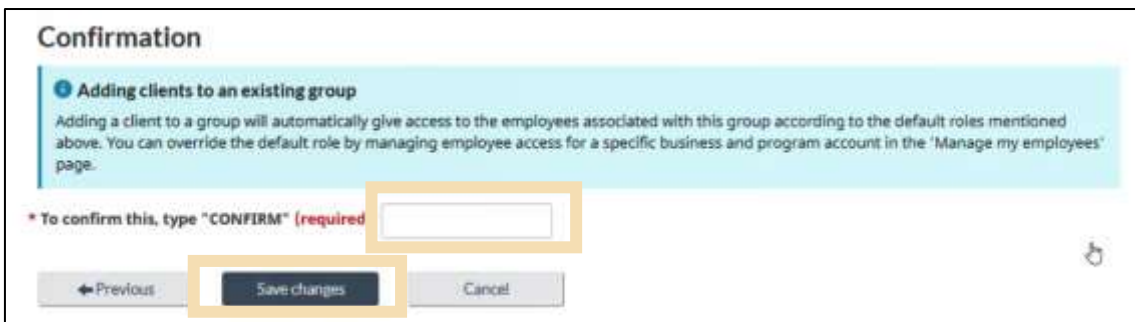 Confirmation
Adding clients to an existing group
Adding a client to a group will automatically give access to the employees associated with this group according to the default roles mentioned
above. You can override the default role by managing employee access for a specific business and program account in the 'Manage my employees'
page.
* To confirm this, type "CONFIRM" (required
Previous Save changes Cancel